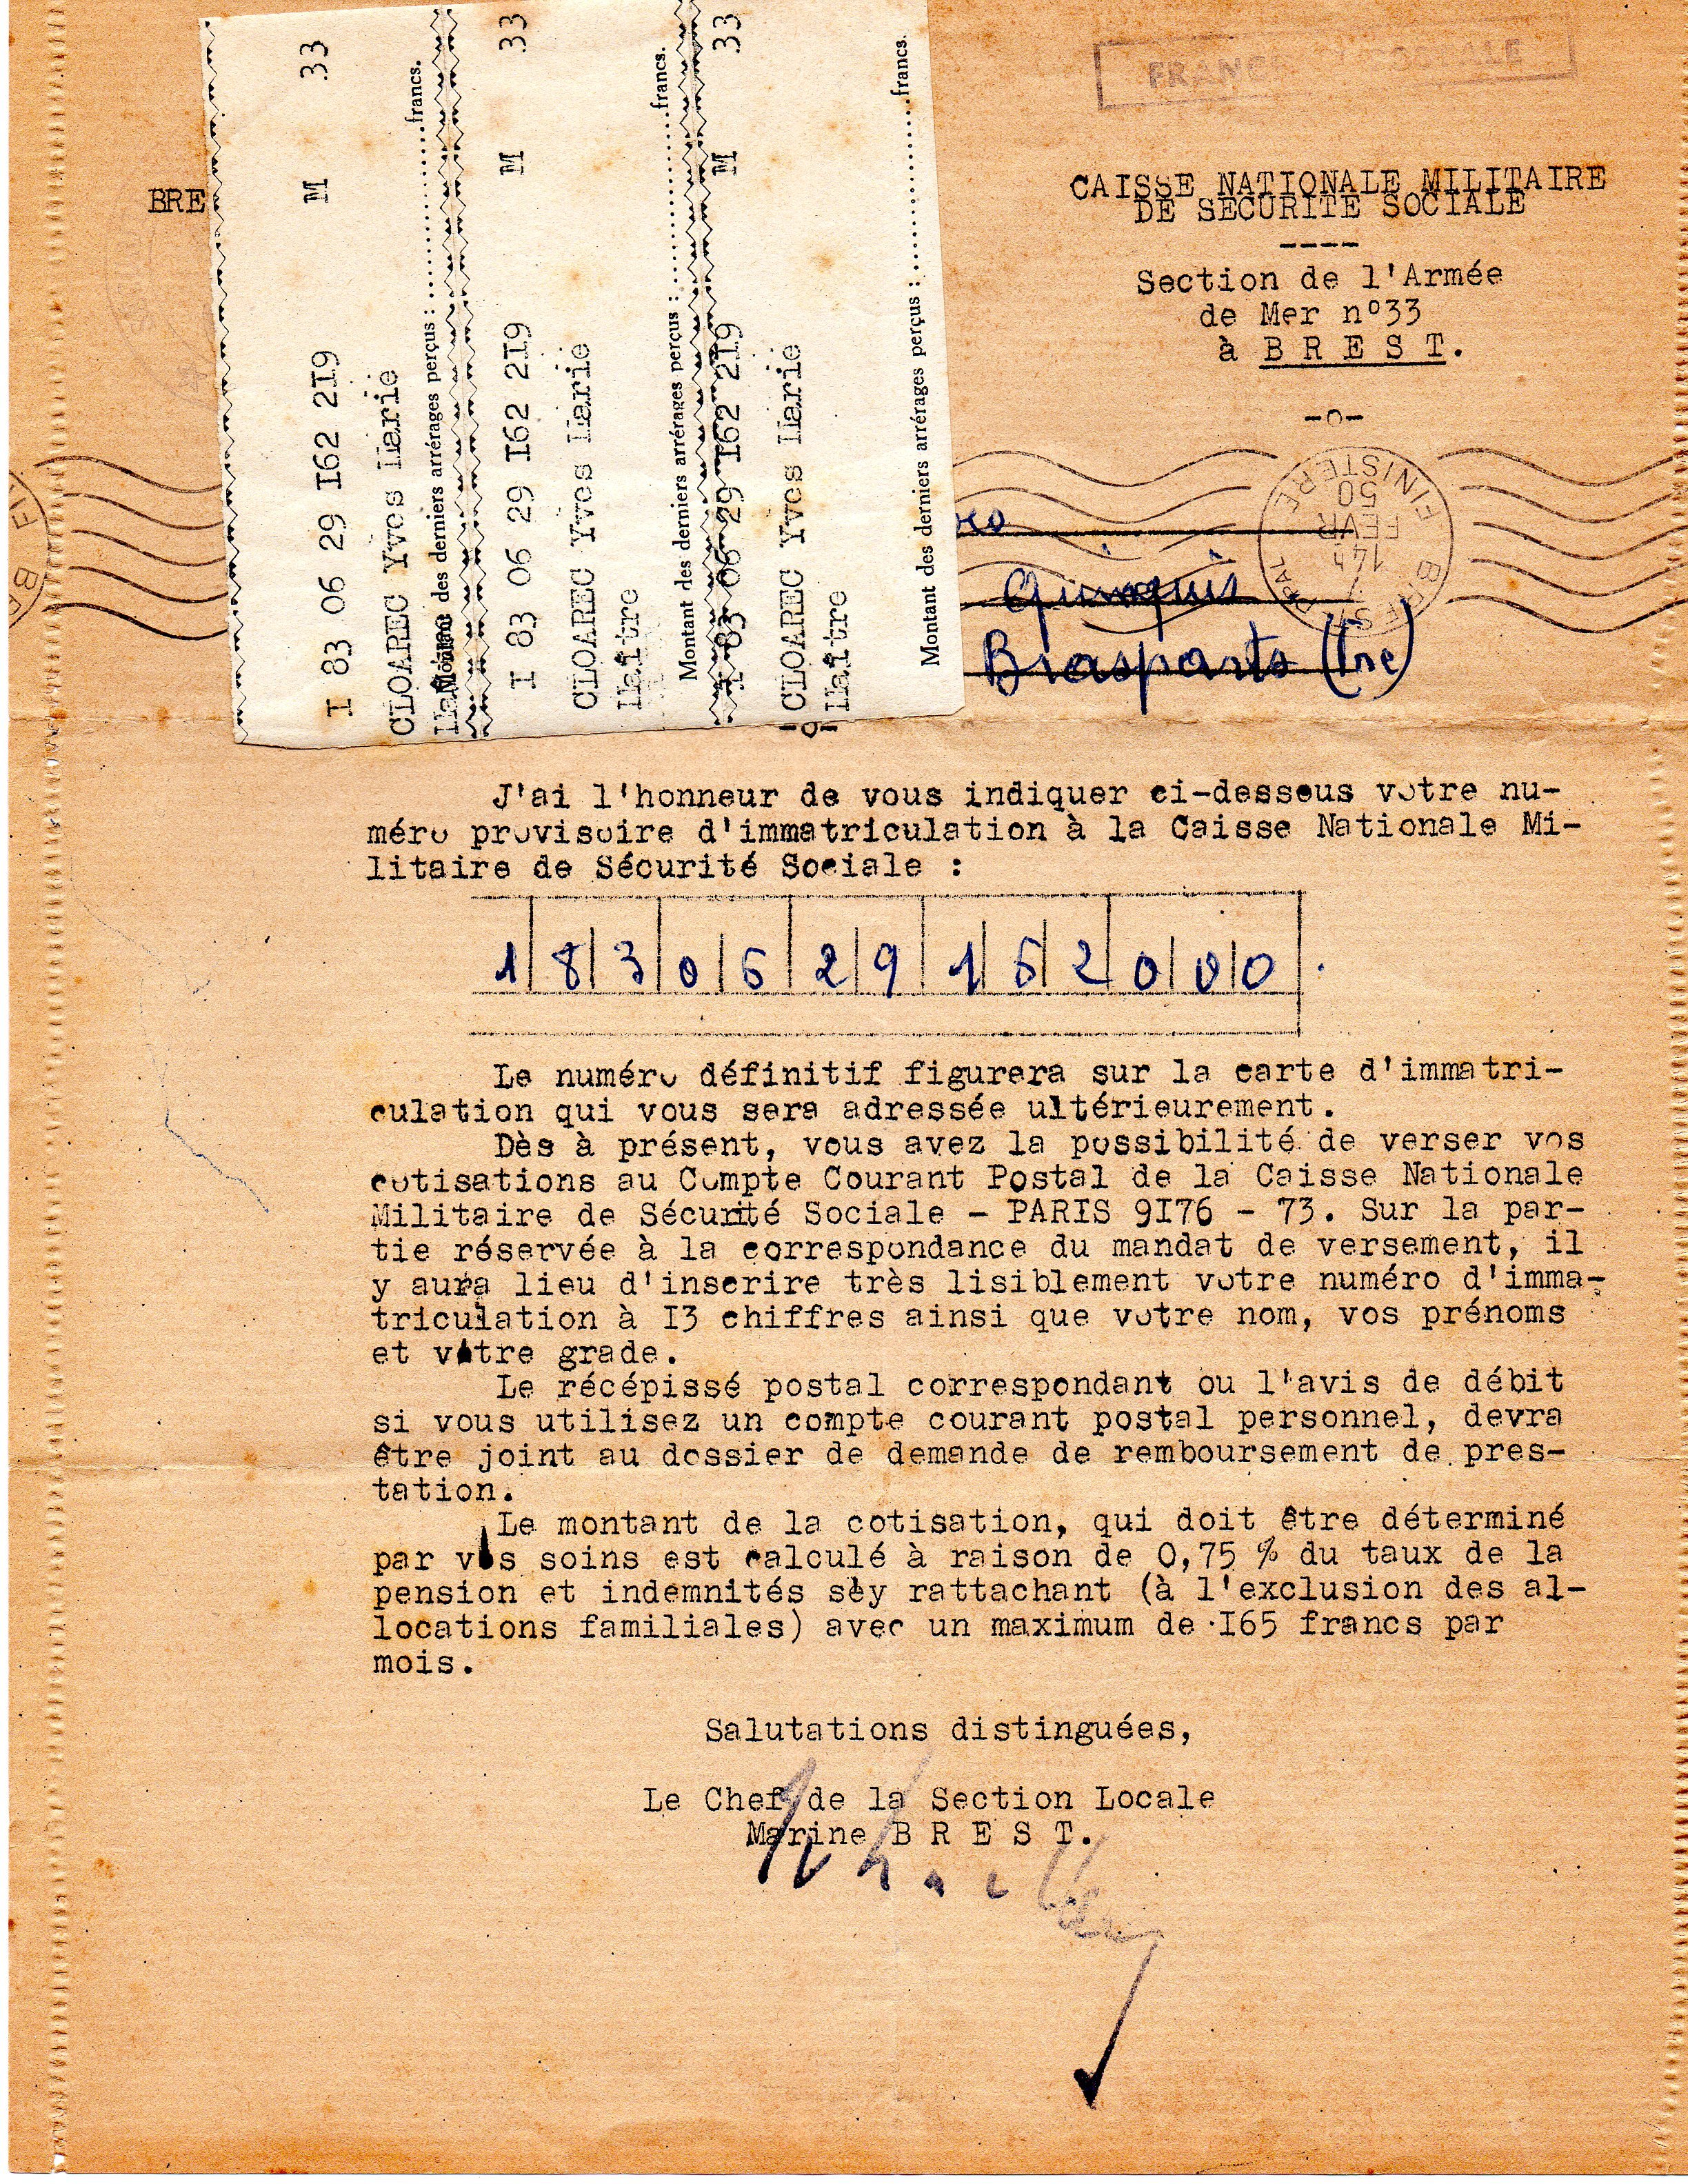 FRANC
BRE
CAISSE NATIONALE MILITAIRE
DE SECURITE SOCIALE
----
Section de l'Armée
de Mer nº33
à B R E S T.
-o-
I 83 06 29 I62 2I9 M 33
CLOAREC Yves Marie
Maître
des derniers arrérages perçus : francs.
I 83 06 29 I62 2I9 M 33
CLOAREC Yves Marie
Maître
Montant des derniers arrérages perçus : francs.
I 83 06 29 I62 2I9 M 33
CLOAREC Yves Marie
Maître
Montant des derniers arrérages perçus : francs.
BREST PPAL
14H
7
FEVR
50
FINISTERE
Quinquis
Brasparts (Fre)
-o-
J'ai l'honneur de vous indiquer ci-dessous votre nu-
méro provisoire d'immatriculation à la Caisse Nationale Mi-
litaire de Sécurité Sociale :
1 8 3 0 6 2 9 1 6 2 0 0 0 .
Le numéro définitif figurera sur la carte d'immatri-
culation qui vous sera adressée ultérieurement.
Dès à présent, vous avez la possibilité de verser vos
cotisations au Compte Courant Postal de la Caisse Nationale
Militaire de Sécurité Sociale - PARIS 9I76 - 73. Sur la par-
tie réservée à la correspondance du mandat de versement, il
y aura lieu d'inscrire très lisiblement votre numéro d'imma-
triculation à I3 chiffres ainsi que votre nom, vos prénoms
et votre grade.
Le récépissé postal correspondant ou l'avis de débit
si vous utilisez un compte courant postal personnel, devra
être joint au dossier de demande de remboursement de pres-
tation.
Le montant de la cotisation, qui doit être déterminé
par vos soins est calculé à raison de 0,75 % du taux de la
pension et indemnités s'y rattachant (à l'exclusion des al-
locations familiales) avec un maximum de I65 francs par
mois.
Salutations distinguées,
Le Chef de la Section Locale
Marine B R E S T.